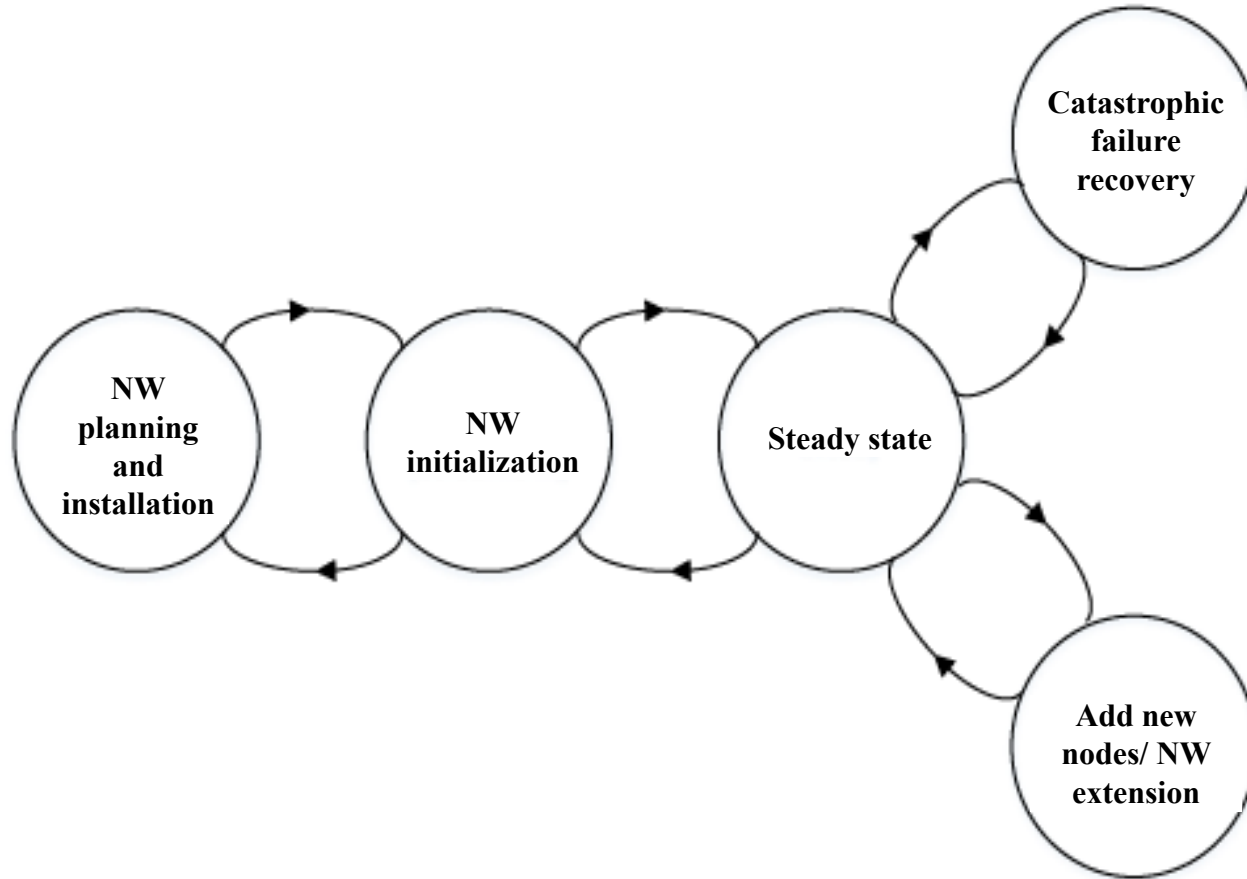 Catastrophic
failure
recovery
NW
planning
and
installation
NW
initialization
Steady state
Add new
nodes/ NW
extension